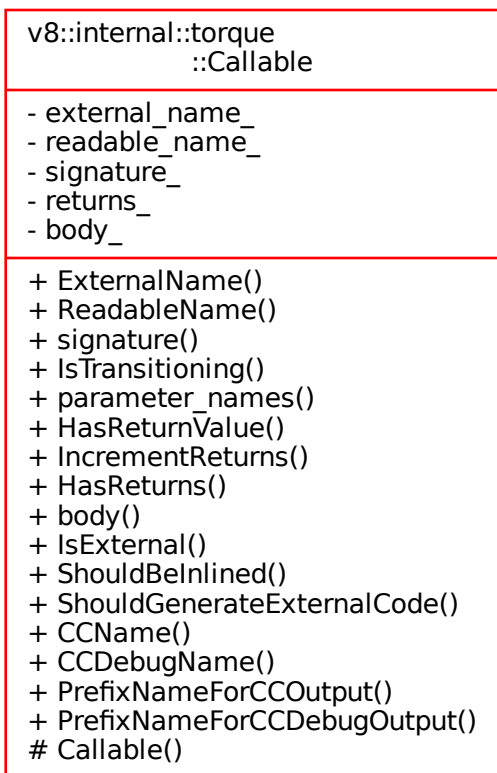 v8::internal::torque
::Callable
- external_name_
- readable_name_
- signature_
- returns_
- body_
+ ExternalName()
+ ReadableName()
+ signature()
+ IsTransitioning()
+ parameter_names()
+ HasReturnValue()
+ IncrementReturns()
+ HasReturns()
+ body()
+ IsExternal()
+ ShouldBeInlined()
+ ShouldGenerateExternalCode()
+ CCName()
+ CCDebugName()
+ PrefixNameForCCOutput()
+ PrefixNameForCCDebugOutput()
# Callable()